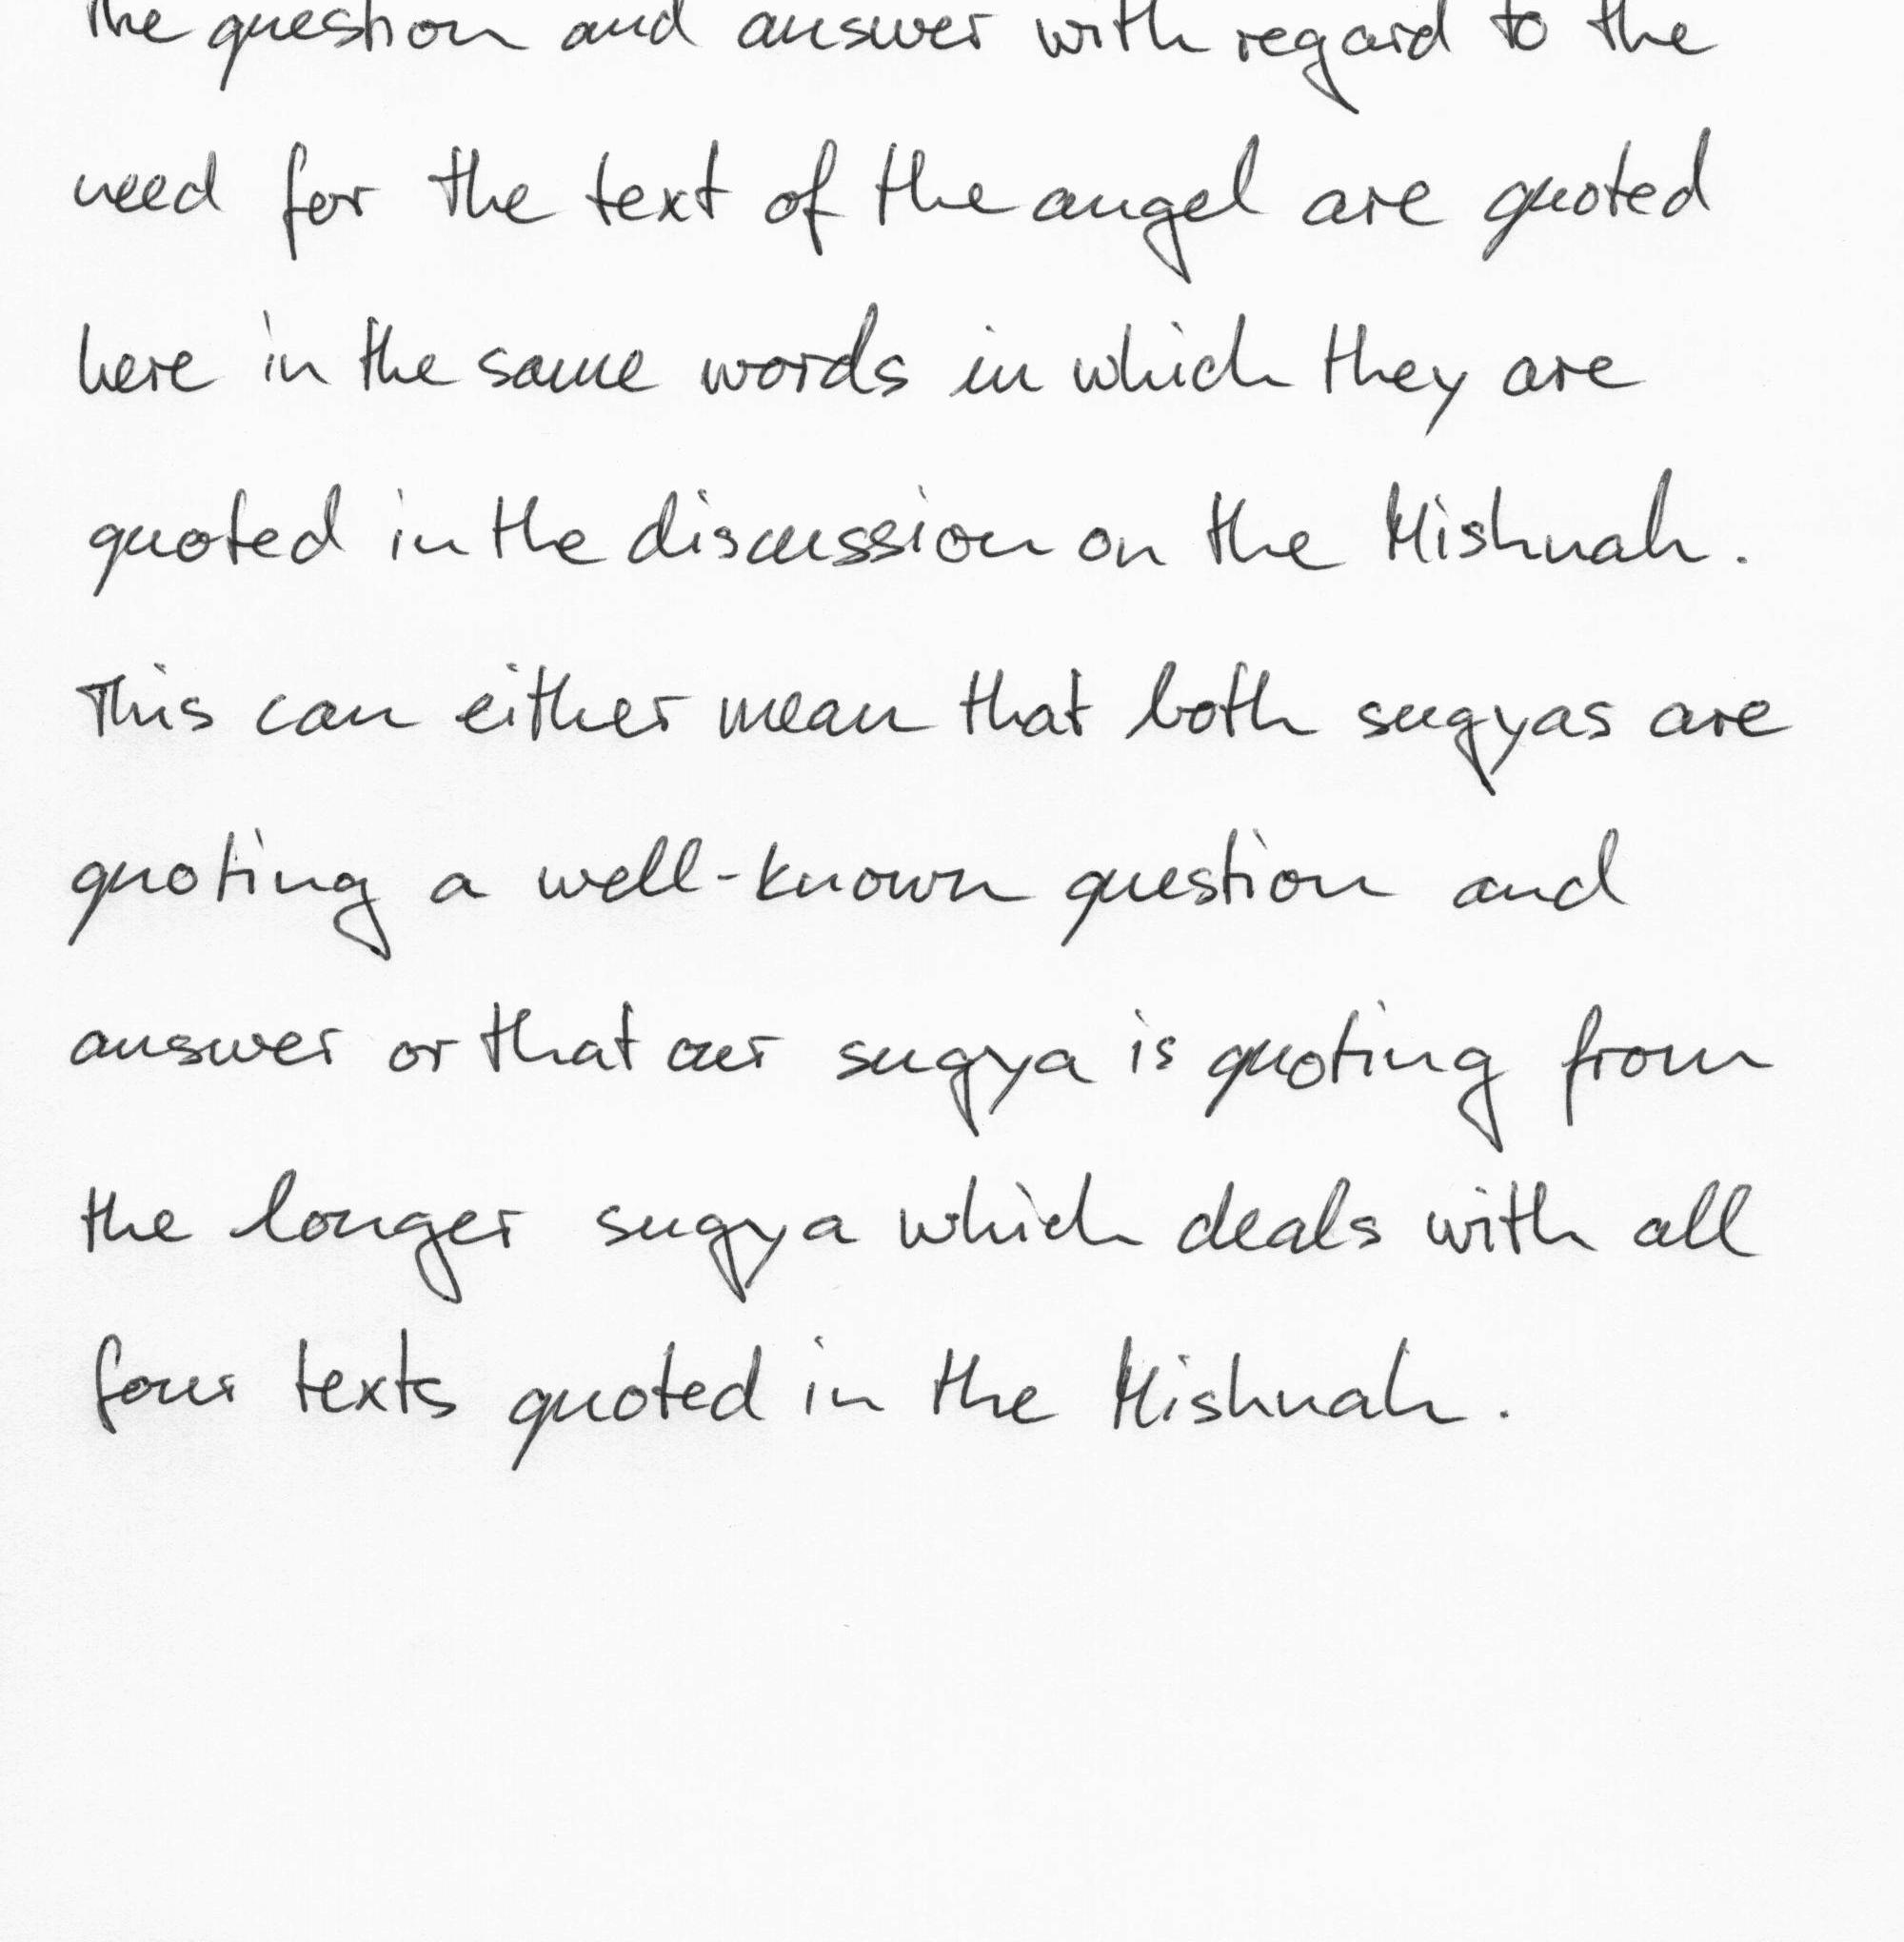 The question and answer with regard to the
need for the text of the angel are quoted
here in the same words in which they are
quoted in the discussion on the Mishnah.
This can either mean that both sugyas are
quoting a well-known question and
answer or that our sugya is quoting from
the longer sugya which deals with all
four texts quoted in the Mishnah.